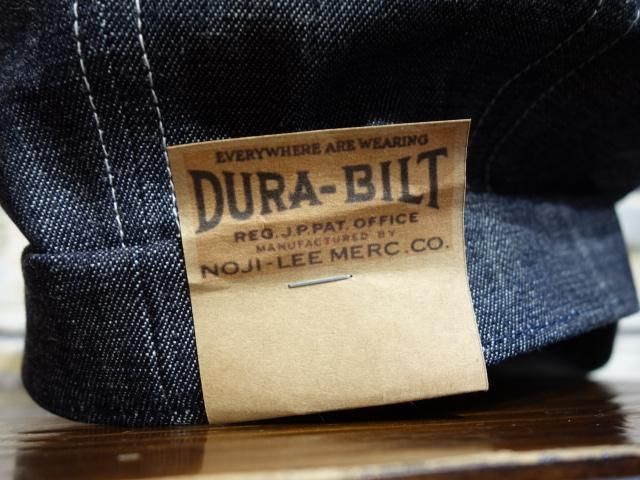 EVERYWHERE ARE WEARING
DURA-BILT
REG. J.P. PAT. OFFICE
MANUFACTURED BY
NOJI-LEE MERC. CO.